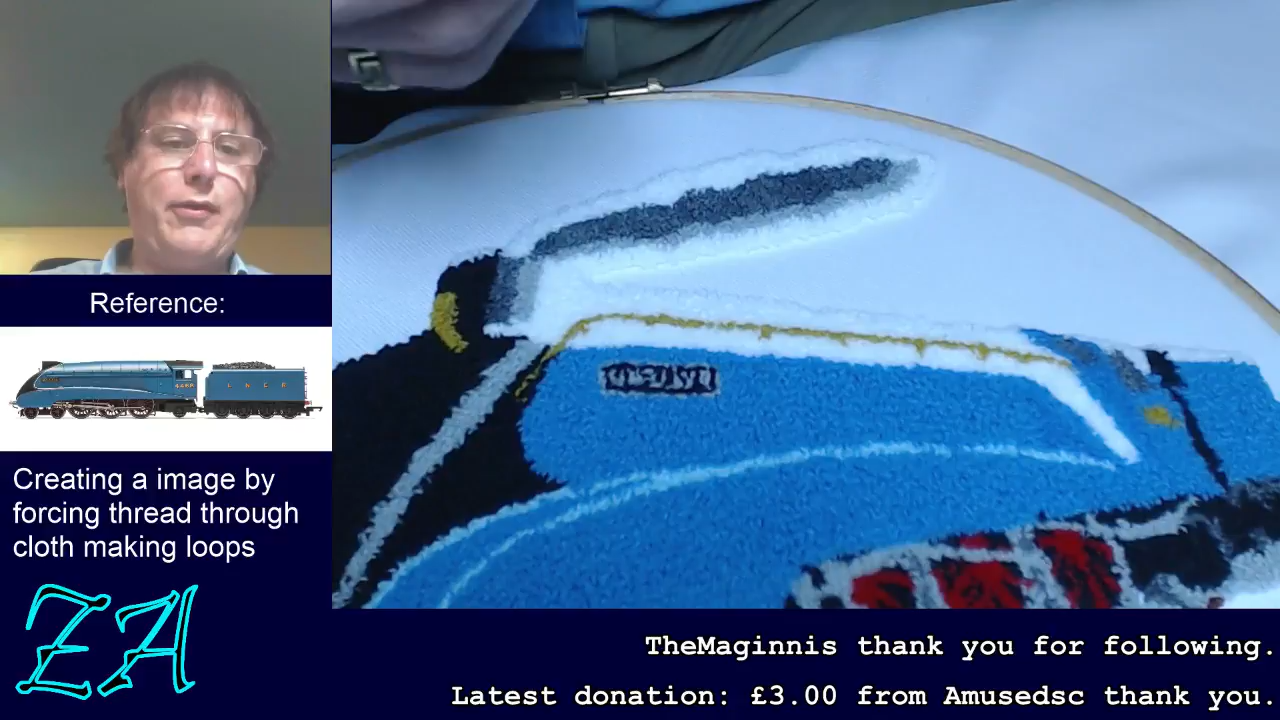 Reference:
Creating a image by
forcing thread through
cloth making loops
ZA
TheMaginnis thank you for following.
Latest donation: £3.00 from Amusedsc thank you.